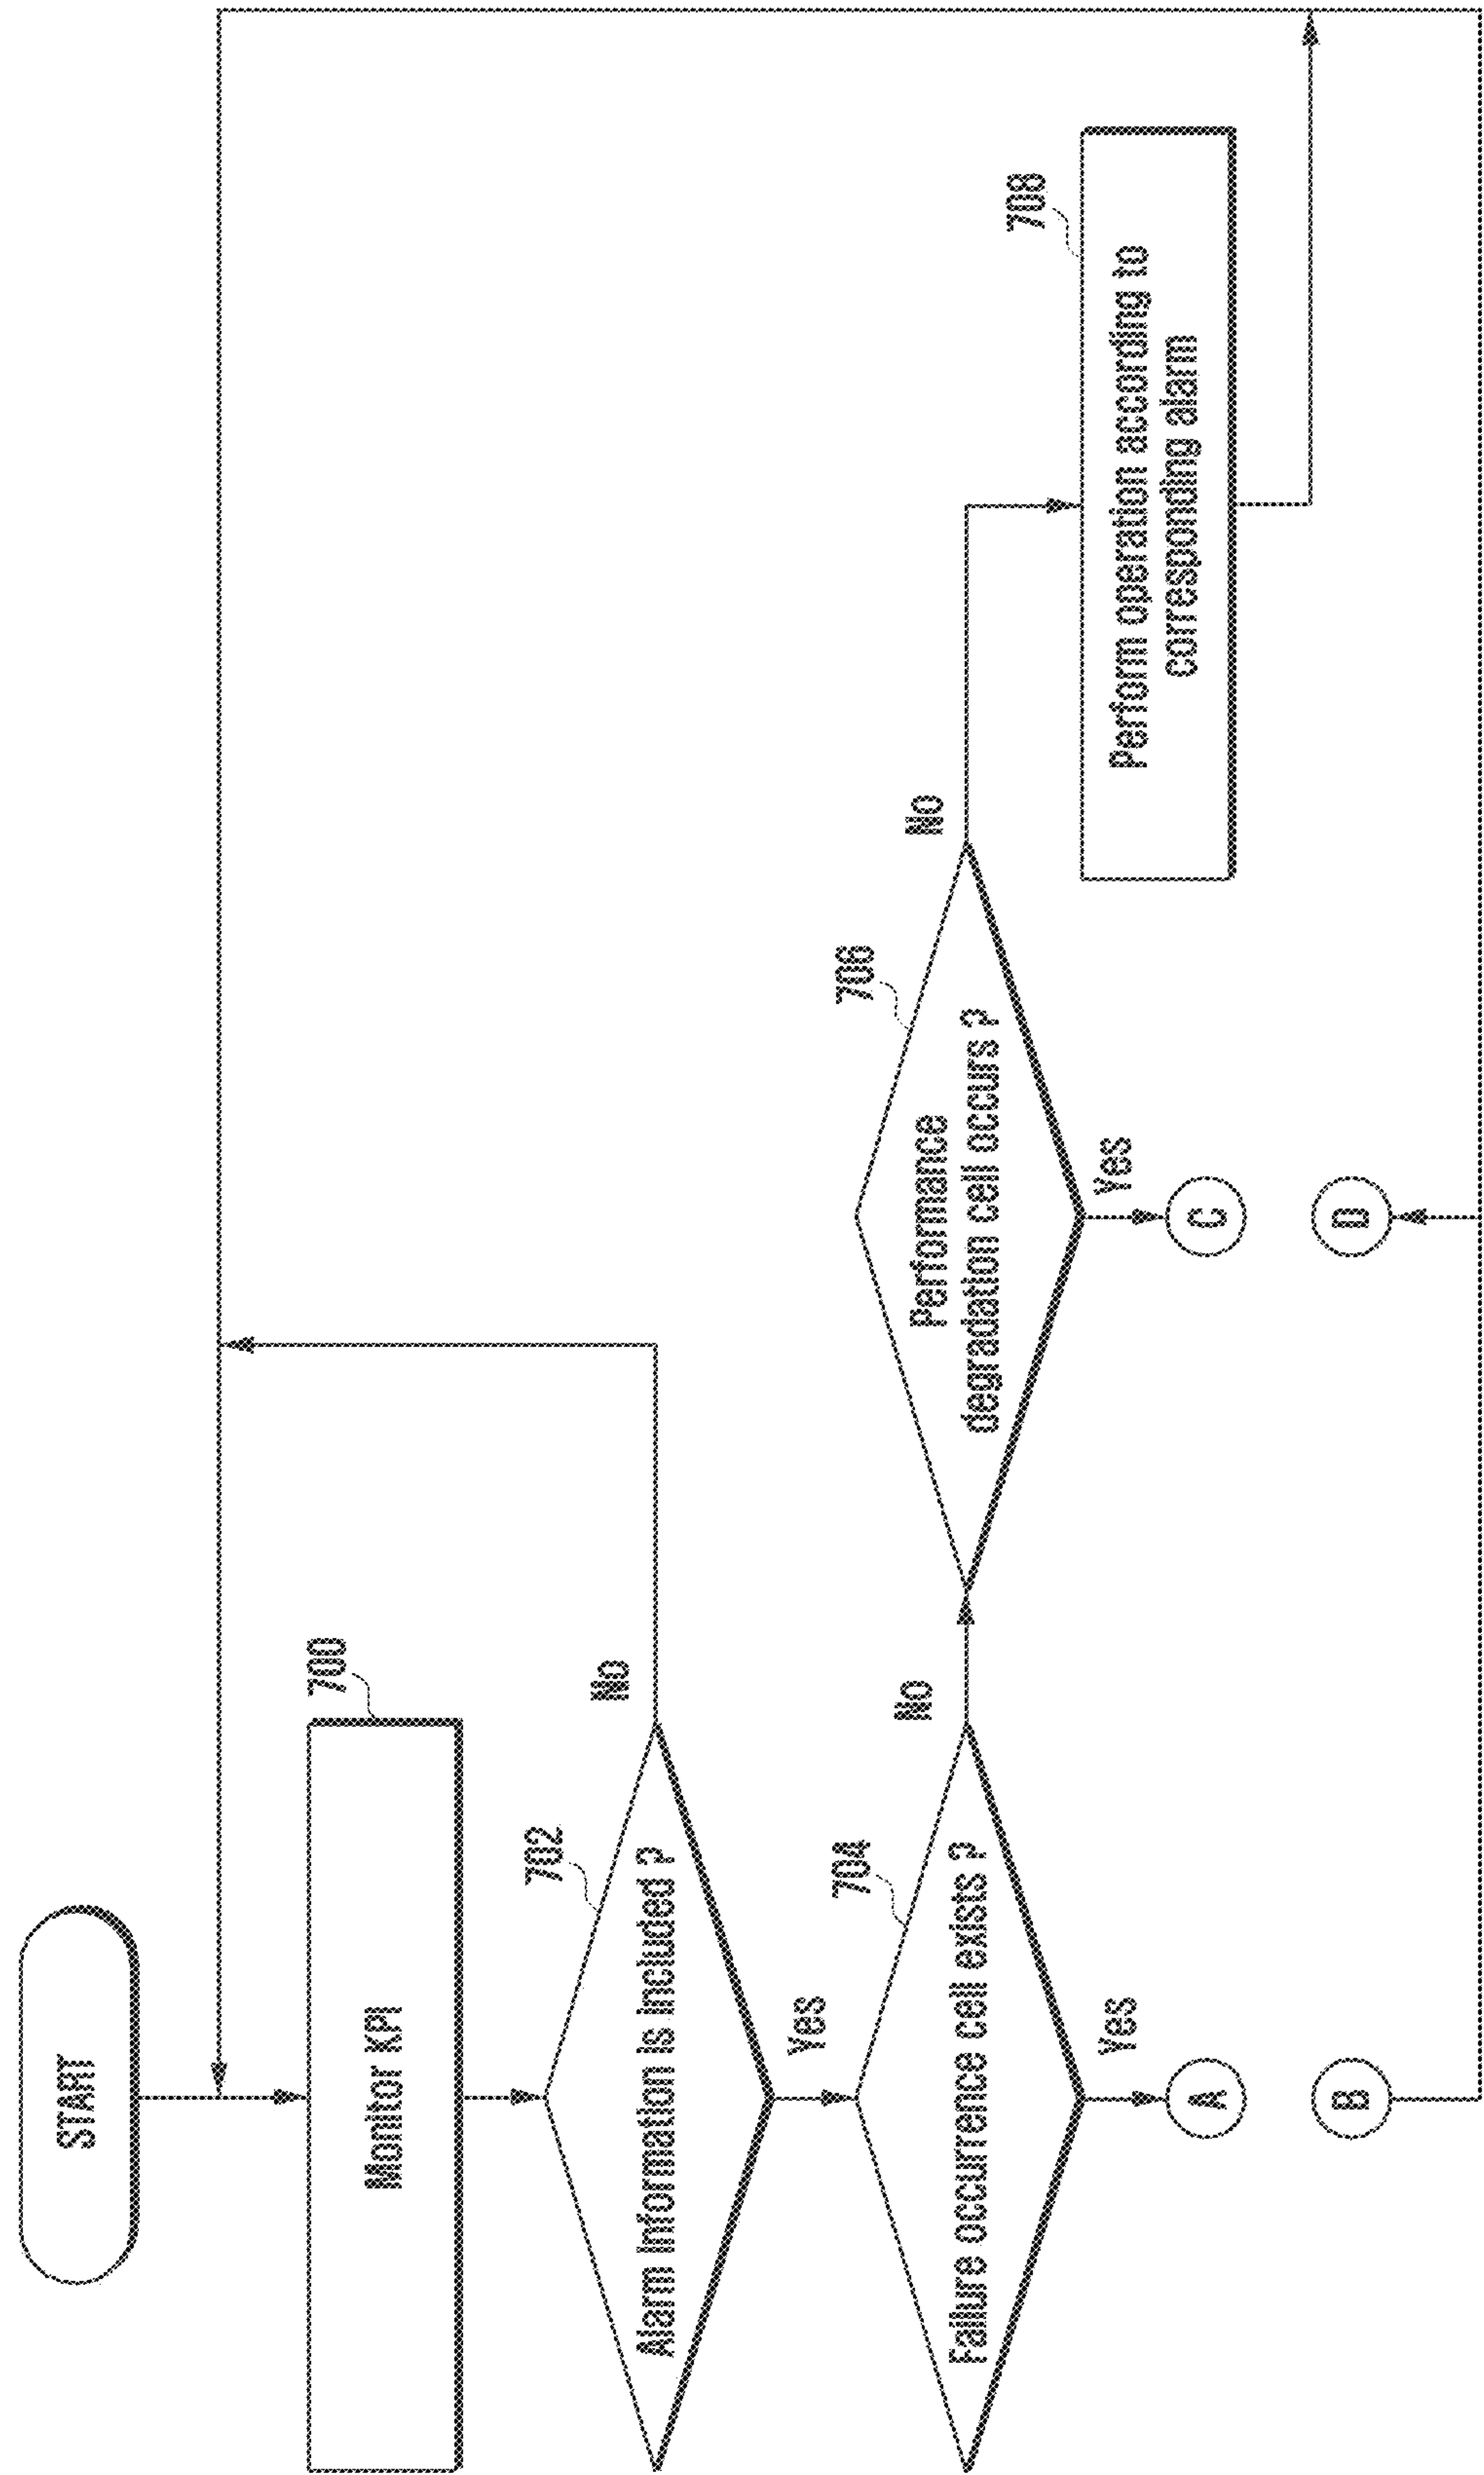 START
700
Monitor KPI
702
Alarm information is included ?
No
Yes
704
Failure occurrence cell exists ?
No
Yes
706
Performance
degradation cell occurs ?
No
Yes
708
Perform operation according to
corresponding alarm
A
C
B
D